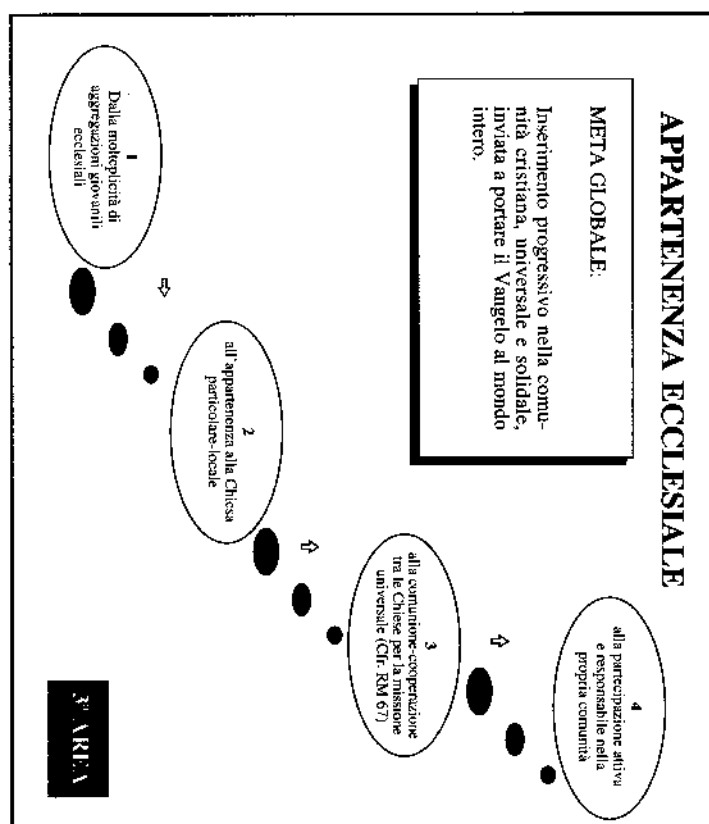 APPARTENENZA ECCLESIALE
META GLOBALE:
Inserimento progressivo nella comu-
nità cristiana, universale e solidale,
inviata a portare il Vangelo al mondo
intero.
1
Dalla molteplicità di
aggregazioni giovanili
ecclesiali
2
all'appartenenza alla Chiesa
particolare-locale
3
alla comunione-cooperazione
tra le Chiese per la missione
universale (Cfr. RM 67)
4
alla partecipazione attiva
e responsabile nella
propria comunità
3ª AREA